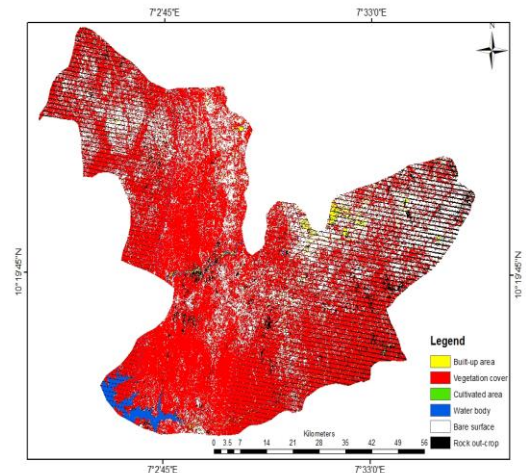 7°2'45"E 7°33'0"E
N
10°19'45"N 10°19'45"N
Legend
Built-up area
Vegetation cover
Cultivated area
Water body
Bare surface
Rock out-crop
Kilometers
0 3.5 7 14 21 28 35 42 49 56
7°2'45"E 7°33'0"E